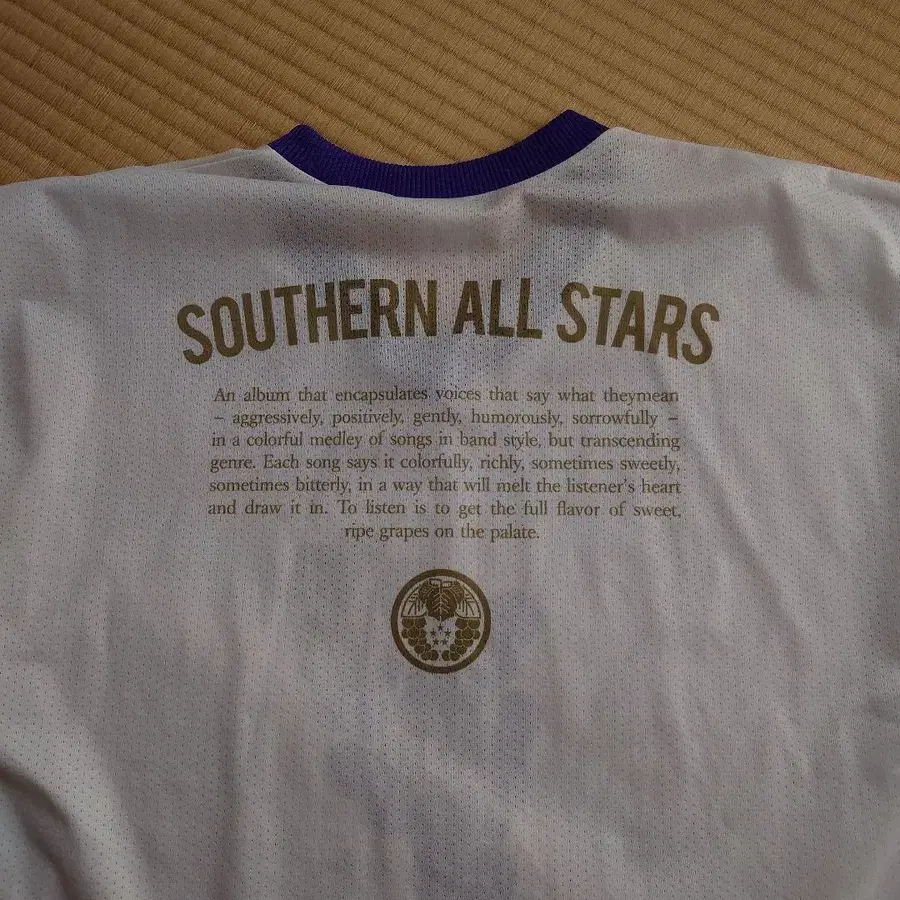 SOUTHERN ALL STARS
An album that encapsulates voices that say what theymean
– aggressively, positively, gently, humorously, sorrowfully –
in a colorful medley of songs in band style, but transcending
genre. Each song says it colorfully, richly, sometimes sweetly,
sometimes bitterly, in a way that will melt the listener's heart
and draw it in. To listen is to get the full flavor of sweet,
ripe grapes on the palate.